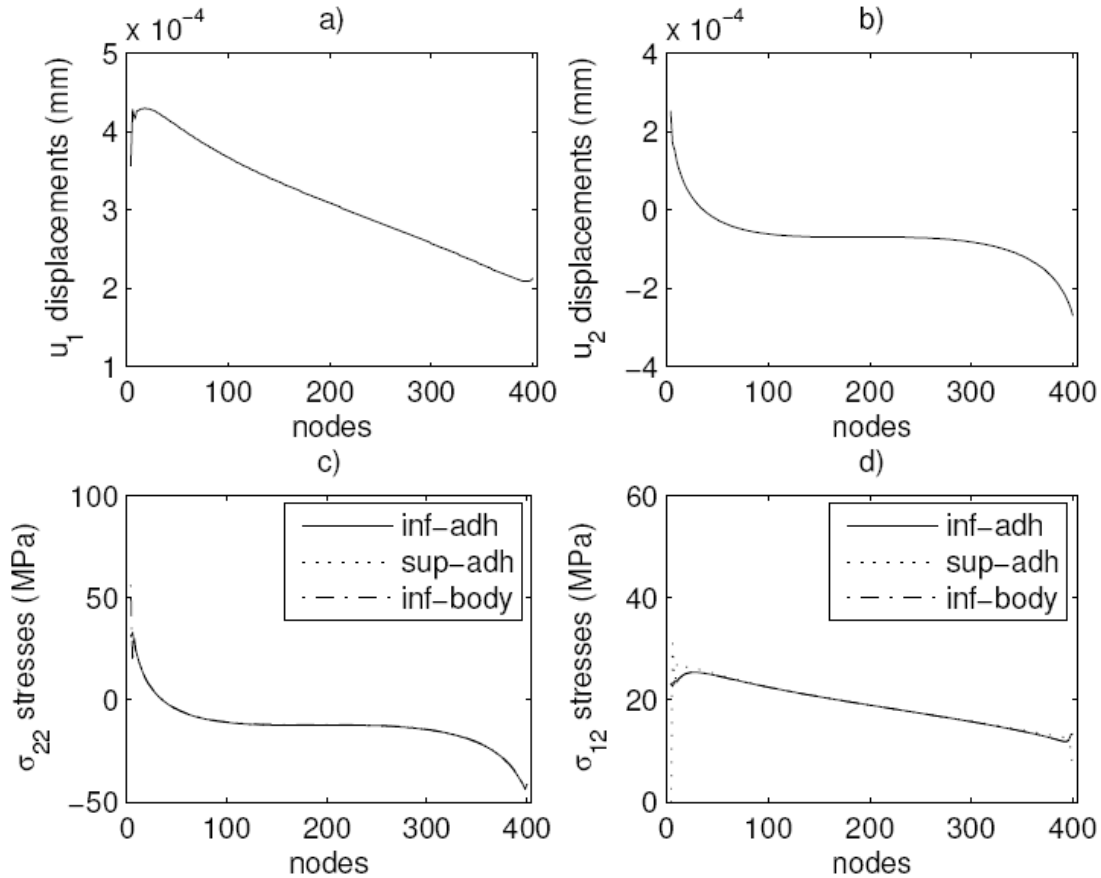 a)
x 10⁻⁴
5
4
3
2
1
0 100 200 300 400
u₁ displacements (mm)
nodes
b)
x 10⁻⁴
4
2
0
−2
−4
0 100 200 300 400
u₂ displacements (mm)
nodes
c)
100
50
0
−50
0 100 200 300 400
σ₂₂ stresses (MPa)
nodes
inf−adh
sup−adh
inf−body
d)
60
40
20
0
0 100 200 300 400
σ₁₂ stresses (MPa)
nodes
inf−adh
sup−adh
inf−body